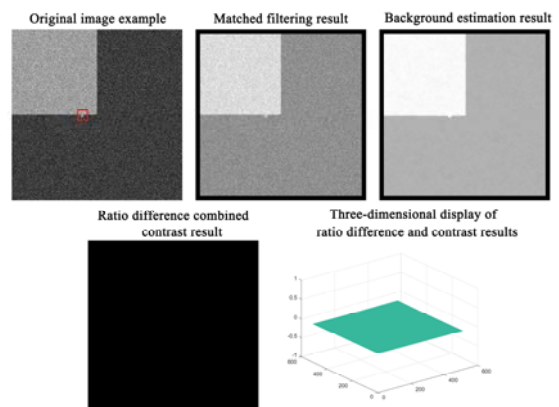 Original image example
Matched filtering result
Background estimation result
Ratio difference combined
contrast result
Three-dimensional display of
ratio difference and contrast results
1
0.5
0
-0.5
-1
600
400
200
0
0
200
400
600